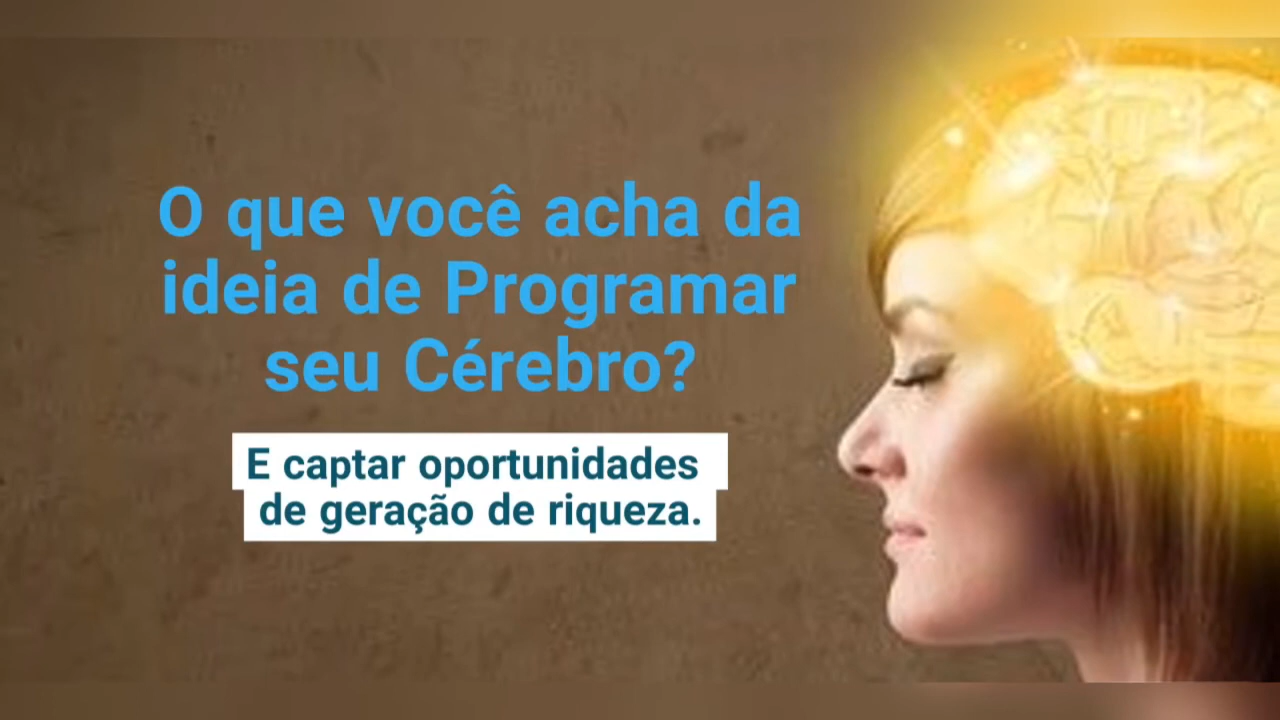 O que você acha da
ideia de Programar
seu Cérebro?
E captar oportunidades
de geração de riqueza.